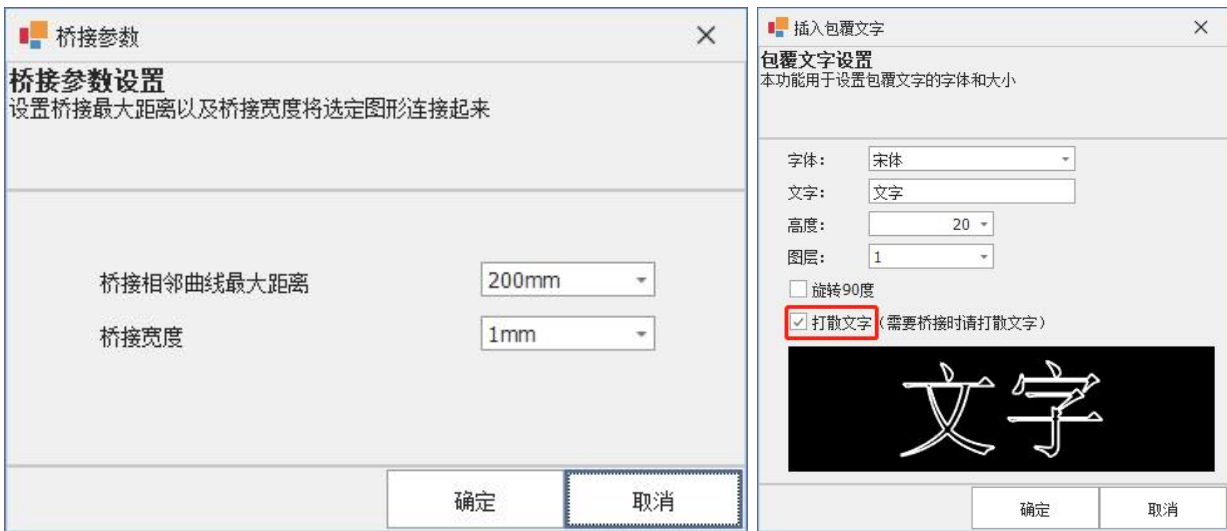 桥接参数
桥接参数设置
设置桥接最大距离以及桥接宽度将选定图形连接起来
桥接相邻曲线最大距离 200mm
桥接宽度 1mm
确定 取消
插入包覆文字
包覆文字设置
本功能用于设置包覆文字的字体和大小
字体： 宋体
文字： 文字
高度： 20
图层： 1
旋转90度
打散文字（需要桥接时请打散文字）
文字
确定 取消